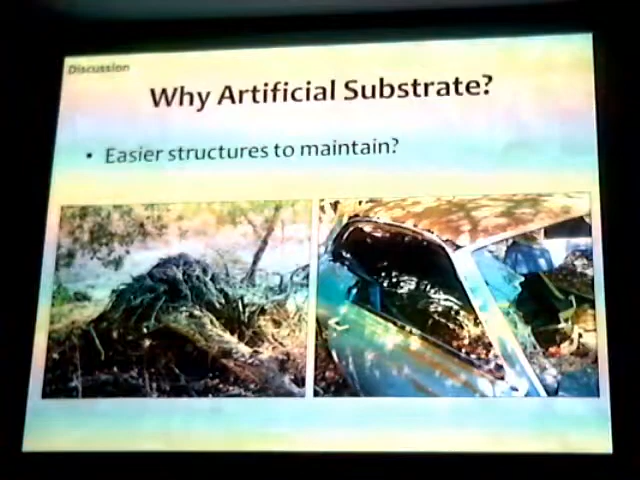 Discussion
Why Artificial Substrate?
• Easier structures to maintain?